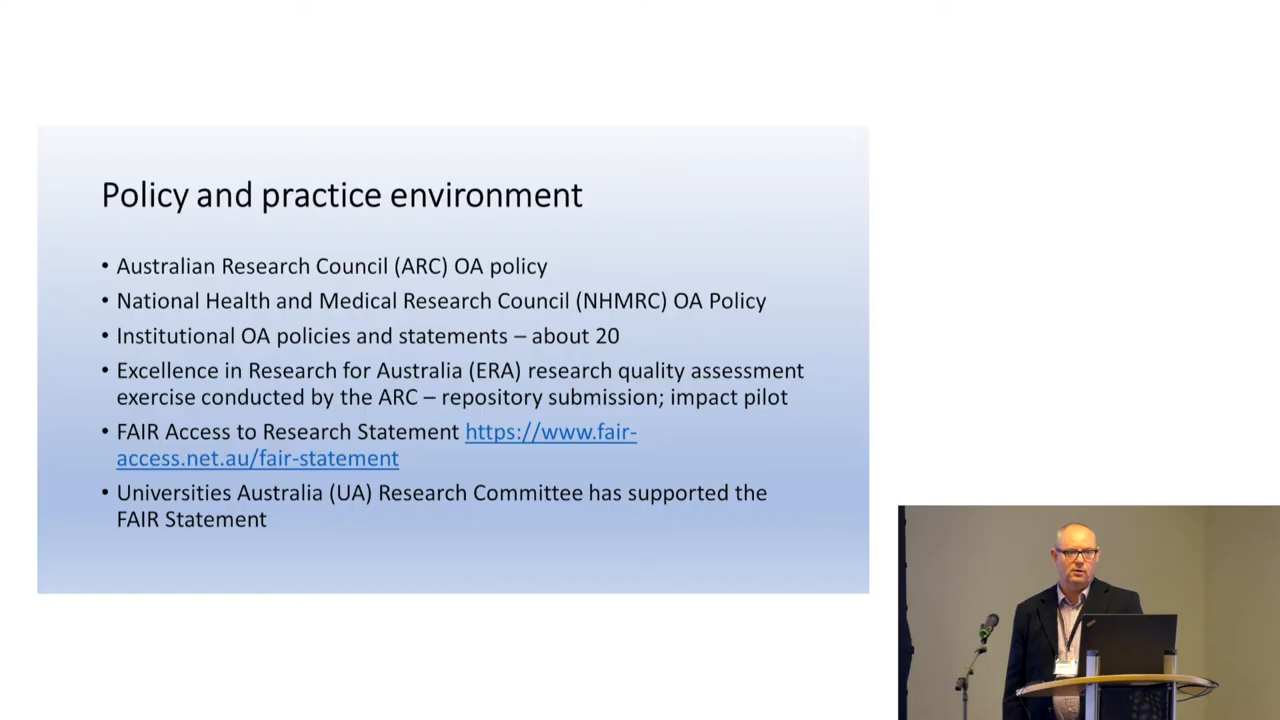 Policy and practice environment
• Australian Research Council (ARC) OA policy
• National Health and Medical Research Council (NHMRC) OA Policy
• Institutional OA policies and statements – about 20
• Excellence in Research for Australia (ERA) research quality assessment
exercise conducted by the ARC – repository submission; impact pilot
• FAIR Access to Research Statement https://www.fair-
access.net.au/fair-statement
• Universities Australia (UA) Research Committee has supported the
FAIR Statement